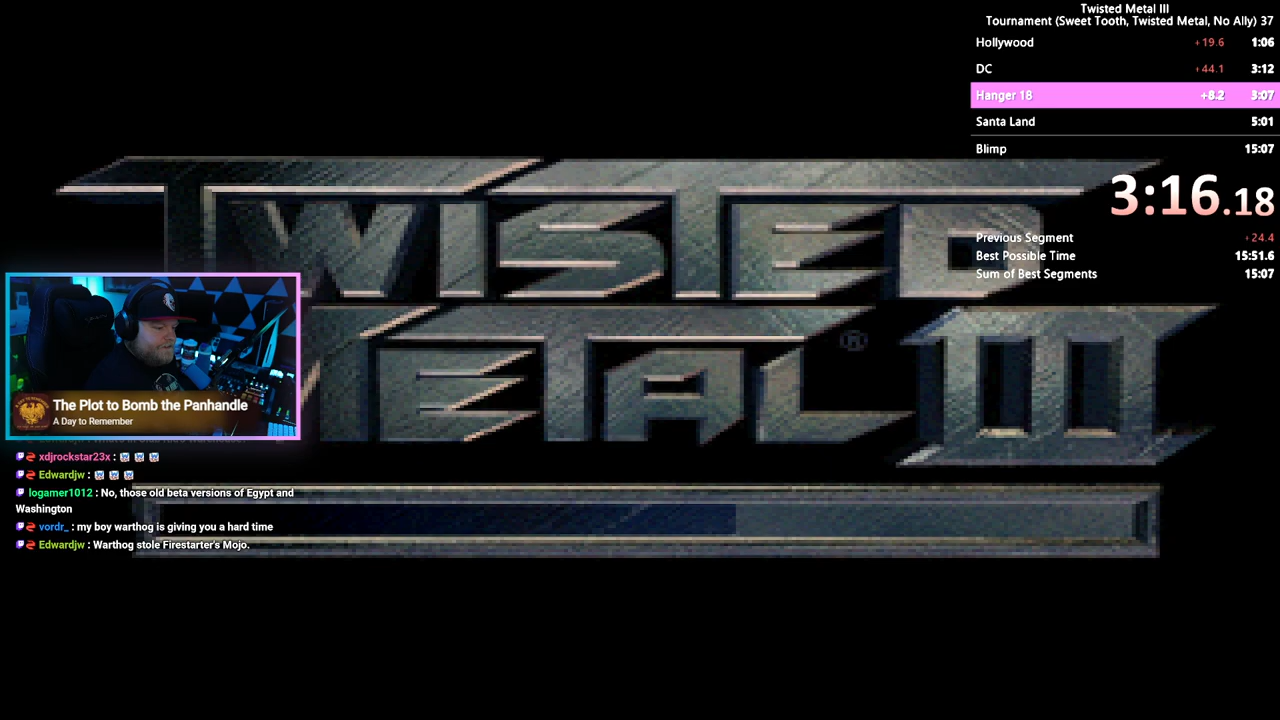 Twisted Metal III
Tournament (Sweet Tooth, Twisted Metal, No Ally) 37
Hollywood +19.6 1:06
DC +44.1 3:12
Hanger 18 +8.2 3:07
Santa Land 5:01
Blimp 15:07
3:16.18
Previous Segment +24.4
Best Possible Time 15:51.6
Sum of Best Segments 15:07
TWISTED
METAL ® III
The Plot to Bomb the Panhandle
A Day to Remember
xdjrockstar23x :
Edwardjw :
logamer1012 : No, those old beta versions of Egypt and
Washington
vordr_ : my boy warthog is giving you a hard time
Edwardjw : Warthog stole Firestarter's Mojo.